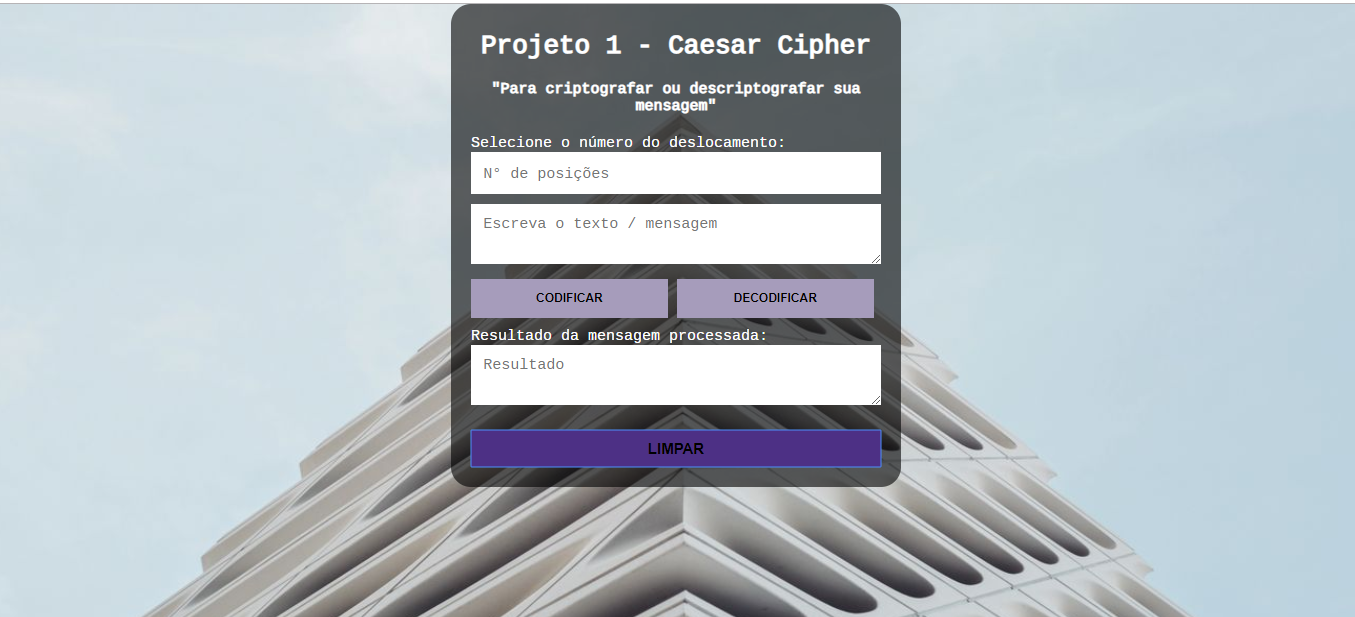 Projeto 1 - Caesar Cipher
"Para criptografar ou descriptografar sua
mensagem"
Selecione o número do deslocamento:
N° de posições
Escreva o texto / mensagem
CODIFICAR DECODIFICAR
Resultado da mensagem processada:
Resultado
LIMPAR